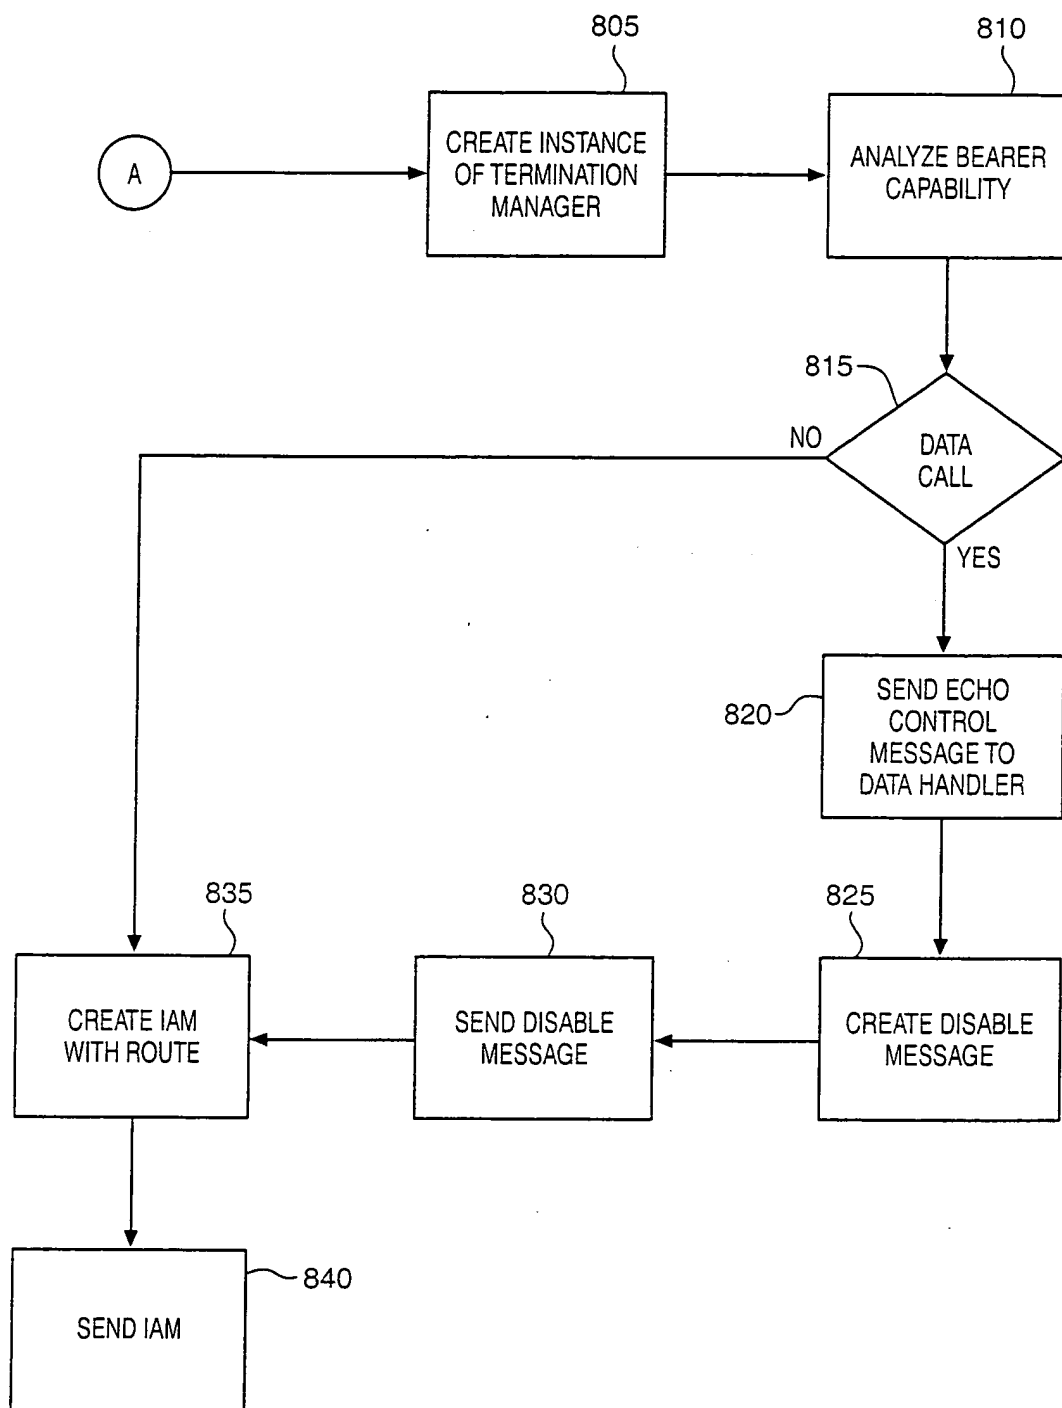 805
810
A
CREATE INSTANCE
OF TERMINATION
MANAGER
ANALYZE BEARER
CAPABILITY
815
NO
DATA
CALL
YES
820
SEND ECHO
CONTROL
MESSAGE TO
DATA HANDLER
835
830
825
CREATE IAM
WITH ROUTE
SEND DISABLE
MESSAGE
CREATE DISABLE
MESSAGE
840
SEND IAM